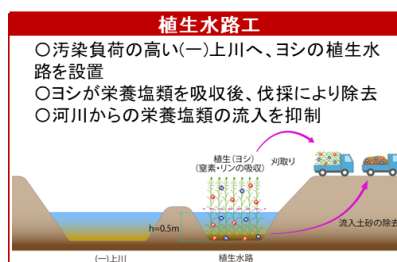 植生水路工
○汚染負荷の高い(一)上川へ、ヨシの植生水
路を設置
○ヨシが栄養塩類を吸収後、伐採により除去
○河川からの栄養塩類の流入を抑制
植生(ヨシ)
(窒素・リンの吸収)
刈取り
h=0.5m
流入土砂の除去
(一)上川
植生水路